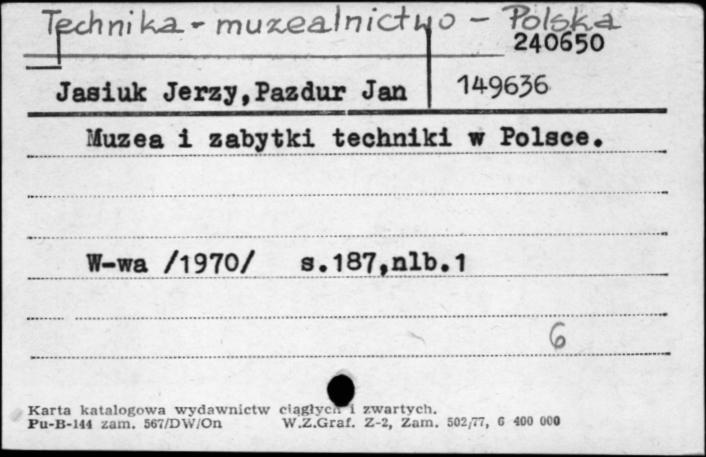 Technika - muzealnictwo - Polska
240650
Jasiuk Jerzy,Pazdur Jan 149636
Muzea i zabytki techniki w Polsce.
W-wa /1970/ s.187,nlb.1
6
Karta katalogowa wydawnictw ciągłych i zwartych.
Pu-B-144 zam. 567/DW/On W.Z.Graf. Z-2, Zam. 502/77, 6 400 000